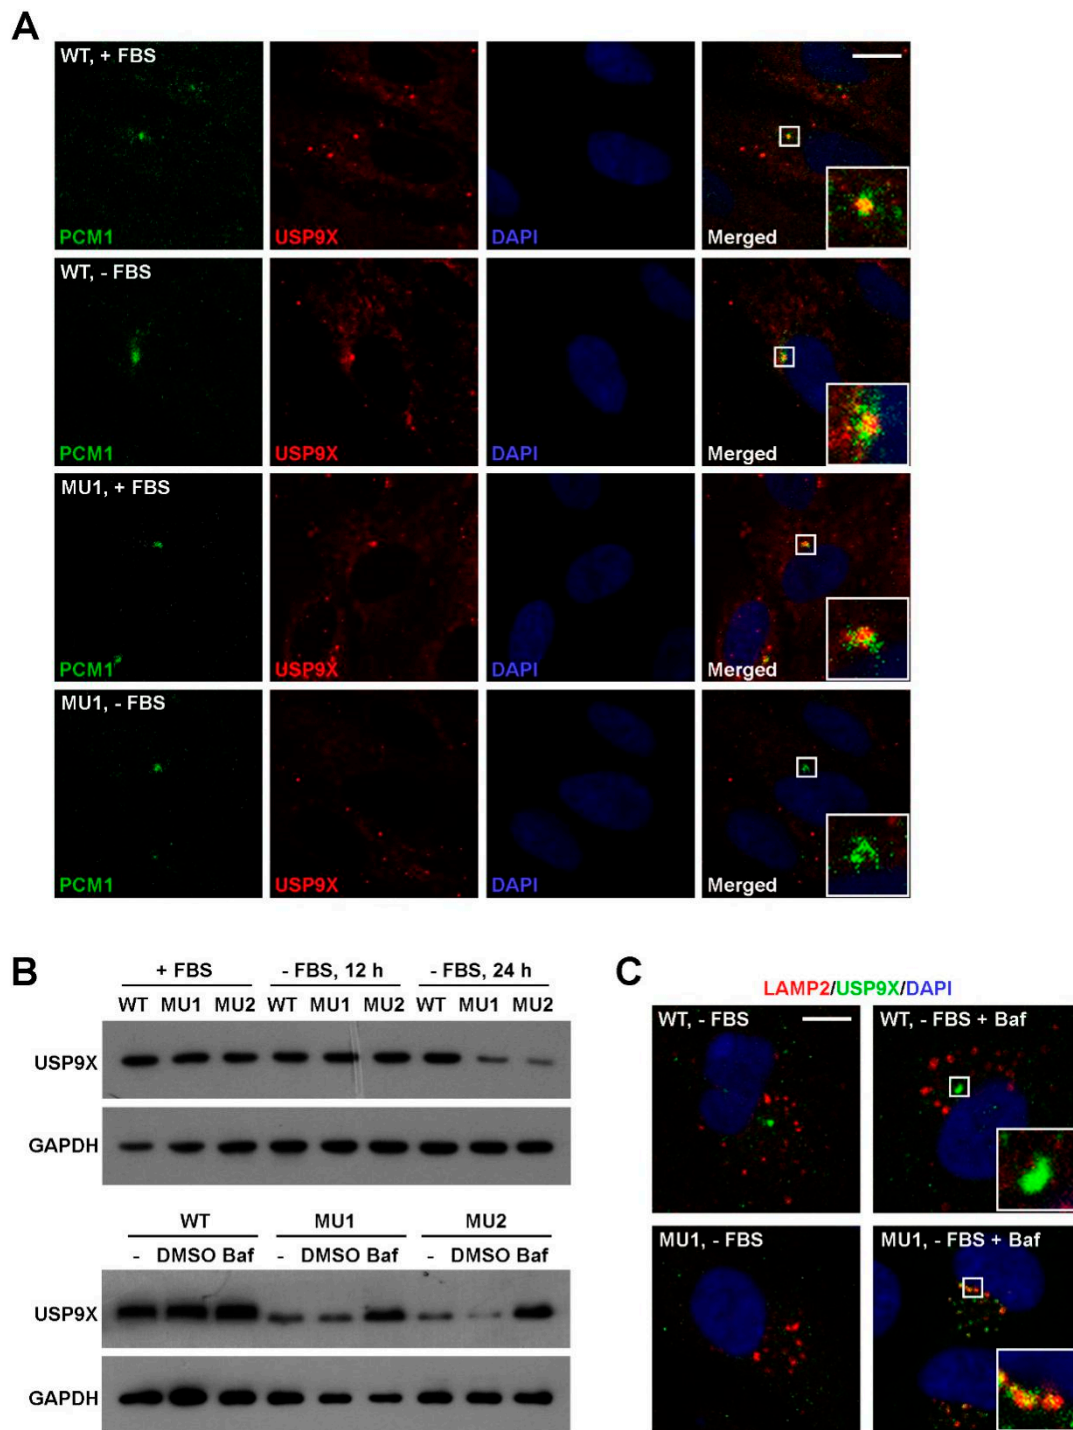 A
WT, + FBS
PCM1
USP9X
DAPI
Merged
WT, - FBS
PCM1
USP9X
DAPI
Merged
MU1, + FBS
PCM1
USP9X
DAPI
Merged
MU1, - FBS
PCM1
USP9X
DAPI
Merged
B
+ FBS - FBS, 12 h - FBS, 24 h
WT MU1 MU2 WT MU1 MU2 WT MU1 MU2
USP9X
GAPDH
WT MU1 MU2
- DMSO Baf - DMSO Baf - DMSO Baf
USP9X
GAPDH
C
LAMP2/USP9X/DAPI
WT, - FBS
WT, - FBS + Baf
MU1, - FBS
MU1, - FBS + Baf